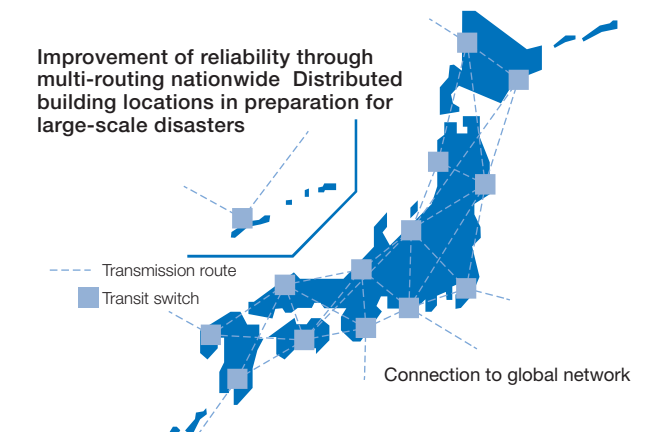 Improvement of reliability through
multi-routing nationwide  Distributed
building locations in preparation for
large-scale disasters
Transmission route
Transit switch
Connection to global network